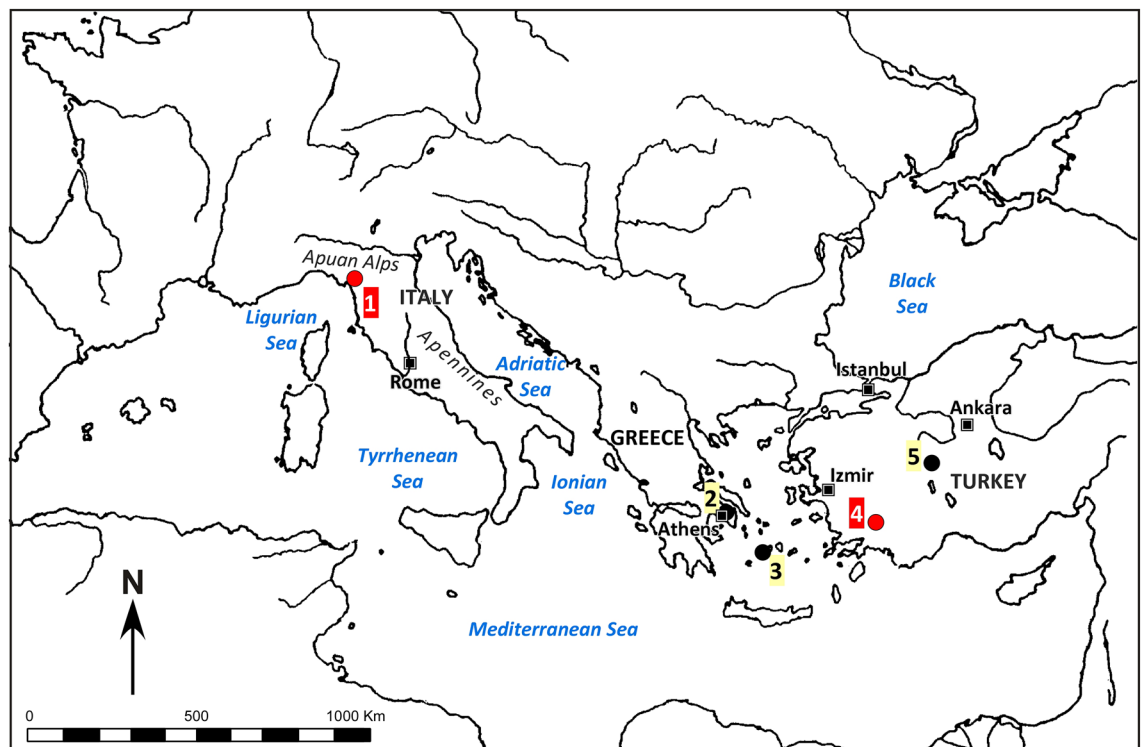 Apuan Alps
1
ITALY
Ligurian
Sea
Apennines
Rome
Adriatic
Sea
Black
Sea
Istanbul
Ankara
GREECE
Tyrrhenean
Sea
Ionian
Sea
5
TURKEY
Izmir
2
4
Athens
3
Mediterranean Sea
N
0 500 1000 Km